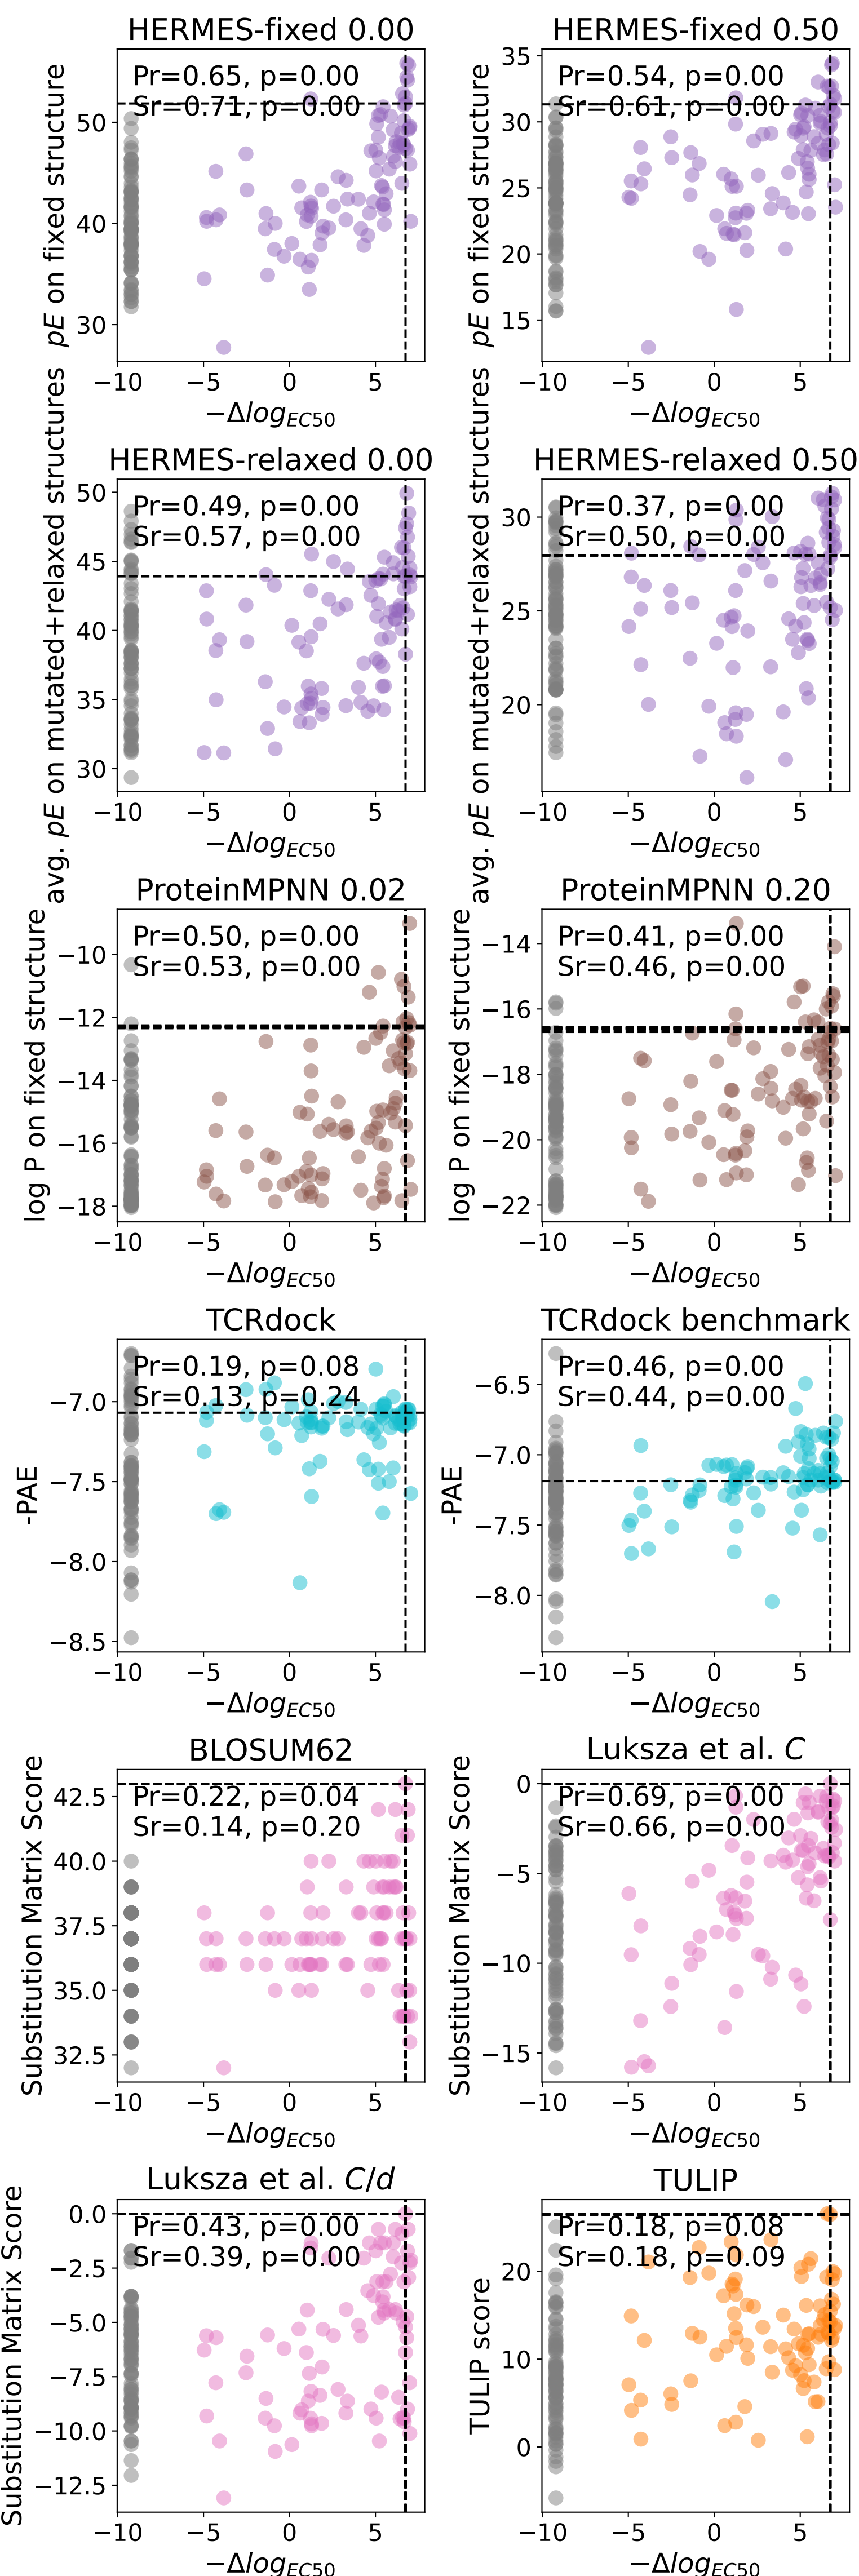 HERMES-fixed 0.00
Pr=0.65, p=0.00
Sr=0.71, p=0.00
pE on fixed structure
50
40
30
−10 −5 0 5
−ΔlogEC50
HERMES-fixed 0.50
Pr=0.54, p=0.00
Sr=0.61, p=0.00
pE on fixed structure
35
30
25
20
15
−10 −5 0 5
−ΔlogEC50
HERMES-relaxed 0.00
Pr=0.49, p=0.00
Sr=0.57, p=0.00
avg. pE on mutated+relaxed structures
50
45
40
35
30
−10 −5 0 5
−ΔlogEC50
HERMES-relaxed 0.50
Pr=0.37, p=0.00
Sr=0.50, p=0.00
avg. pE on mutated+relaxed structures
30
25
20
−10 −5 0 5
−ΔlogEC50
ProteinMPNN 0.02
Pr=0.50, p=0.00
Sr=0.53, p=0.00
log P on fixed structure
−10
−12
−14
−16
−18
−10 −5 0 5
−ΔlogEC50
ProteinMPNN 0.20
Pr=0.41, p=0.00
Sr=0.46, p=0.00
log P on fixed structure
−14
−16
−18
−20
−22
−10 −5 0 5
−ΔlogEC50
TCRdock
Pr=0.19, p=0.08
Sr=0.13, p=0.24
-PAE
−7.0
−7.5
−8.0
−8.5
−10 −5 0 5
−ΔlogEC50
TCRdock benchmark
Pr=0.46, p=0.00
Sr=0.44, p=0.00
-PAE
−6.5
−7.0
−7.5
−8.0
−10 −5 0 5
−ΔlogEC50
BLOSUM62
Pr=0.22, p=0.04
Sr=0.14, p=0.20
Substitution Matrix Score
42.5
40.0
37.5
35.0
32.5
−10 −5 0 5
−ΔlogEC50
Luksza et al. C
Pr=0.69, p=0.00
Sr=0.66, p=0.00
Substitution Matrix Score
0
−5
−10
−15
−10 −5 0 5
−ΔlogEC50
Luksza et al. C/d
Pr=0.43, p=0.00
Sr=0.39, p=0.00
Substitution Matrix Score
0.0
−2.5
−5.0
−7.5
−10.0
−12.5
−10 −5 0 5
−ΔlogEC50
TULIP
Pr=0.18, p=0.08
Sr=0.18, p=0.09
TULIP score
20
10
0
−10 −5 0 5
−ΔlogEC50